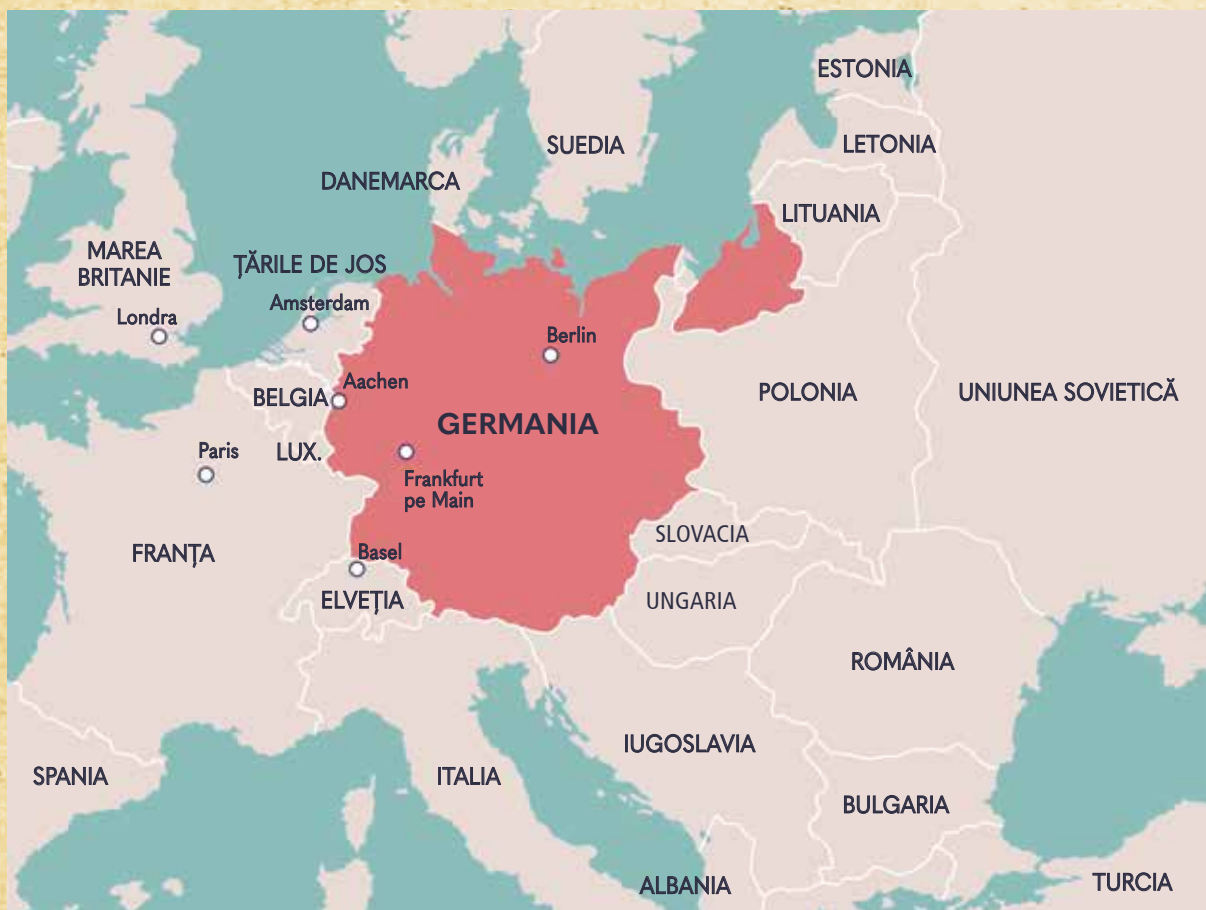 ESTONIA
LETONIA
SUEDIA
DANEMARCA
LITUANIA
MAREA
BRITANIE
ȚĂRILE DE JOS
Amsterdam
Londra
Berlin
Aachen
BELGIA
GERMANIA
POLONIA
UNIUNEA SOVIETICĂ
Paris
LUX.
Frankfurt
pe Main
SLOVACIA
FRANȚA
Basel
ELVEȚIA
UNGARIA
ROMÂNIA
IUGOSLAVIA
SPANIA
ITALIA
BULGARIA
ALBANIA
TURCIA